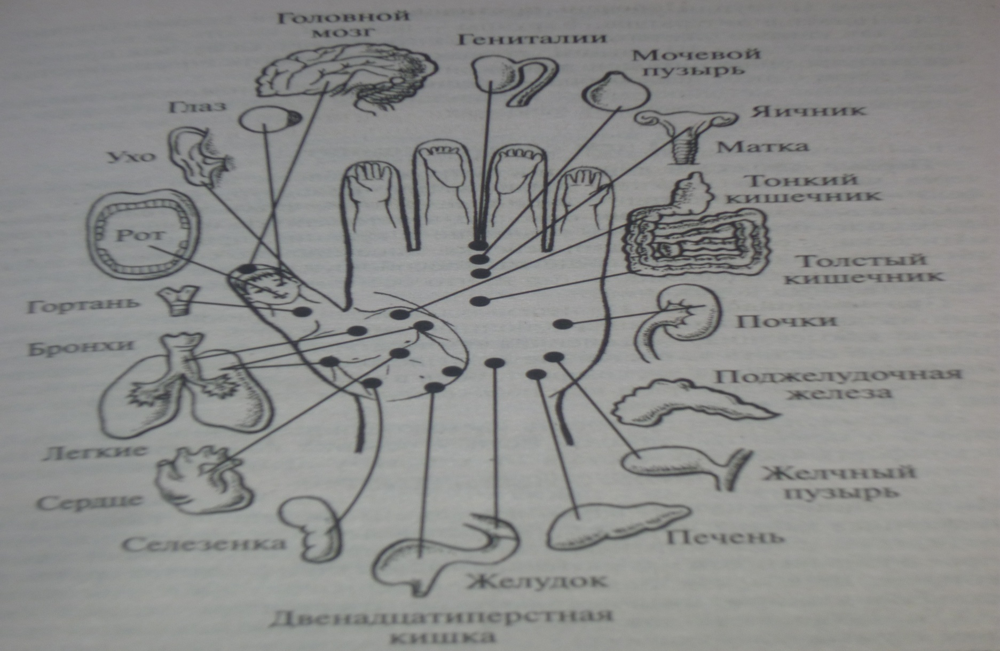 Головной
мозг
Гениталии
Мочевой
пузырь
Глаз
Яичник
Ухо
Матка
Тонкий
кишечник
Рот
Толстый
кишечник
Гортань
Почки
Бронхи
Поджелудочная
железа
Легкие
Желчный
пузырь
Сердце
Селезенка
Печень
Желудок
Двенадцатиперстная
кишка